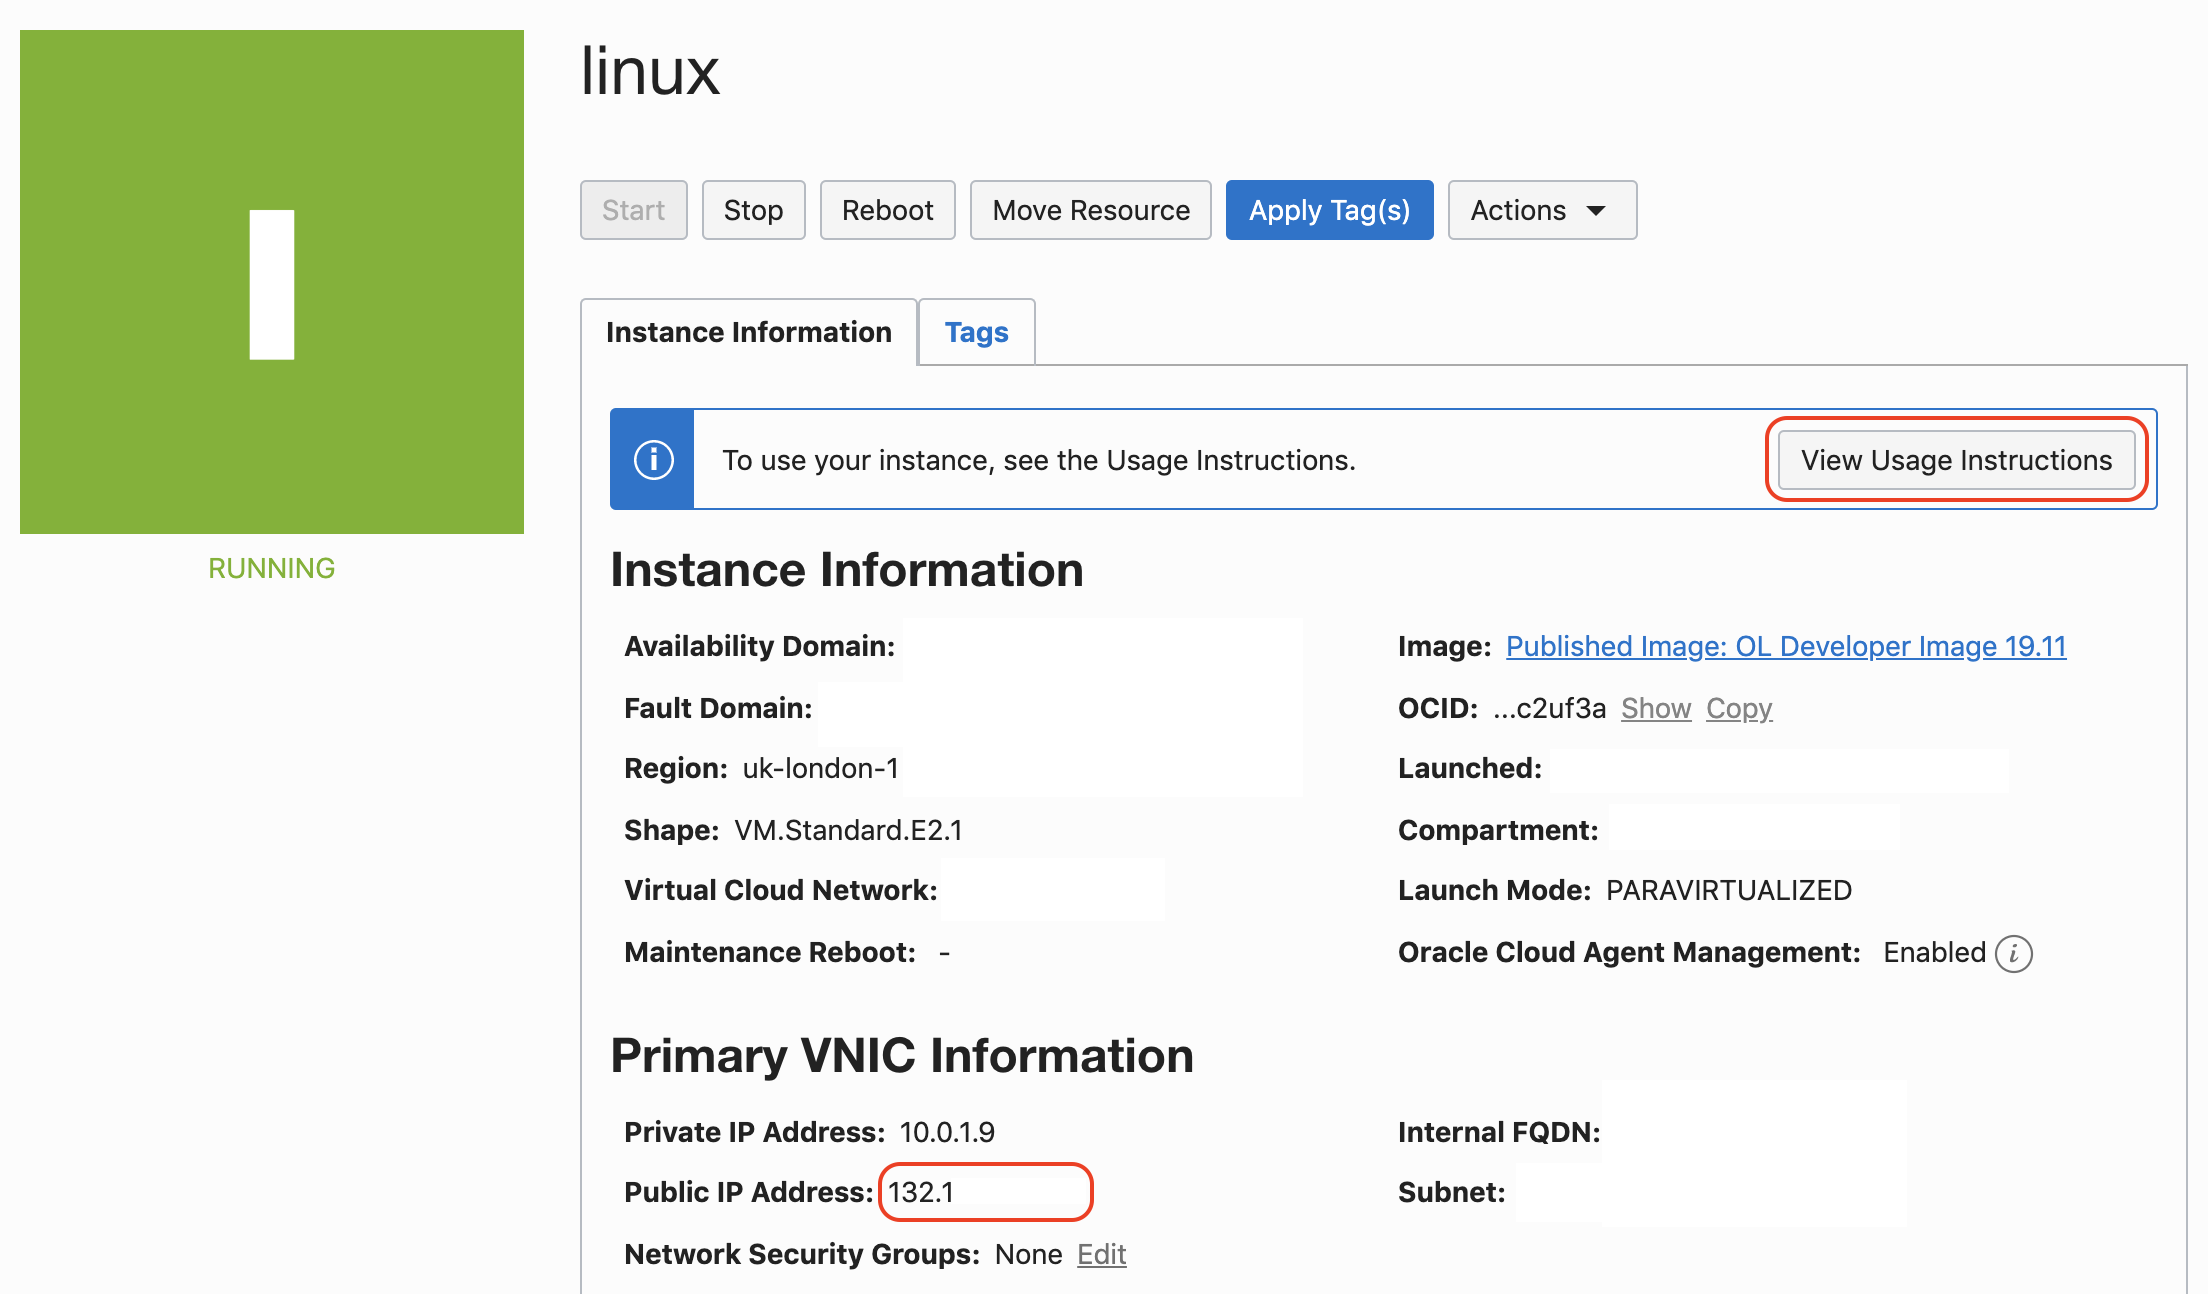 linux
Start Stop Reboot Move Resource Apply Tag(s) Actions
RUNNING
Instance Information Tags
To use your instance, see the Usage Instructions. View Usage Instructions
Instance Information
Availability Domain:
Fault Domain:
Region: uk-london-1
Shape: VM.Standard.E2.1
Virtual Cloud Network:
Maintenance Reboot: -
Image: Published Image: OL Developer Image 19.11
OCID: ...c2uf3a Show Copy
Launched:
Compartment:
Launch Mode: PARAVIRTUALIZED
Oracle Cloud Agent Management: Enabled
Primary VNIC Information
Private IP Address: 10.0.1.9
Public IP Address: 132.1
Network Security Groups: None Edit
Internal FQDN:
Subnet: